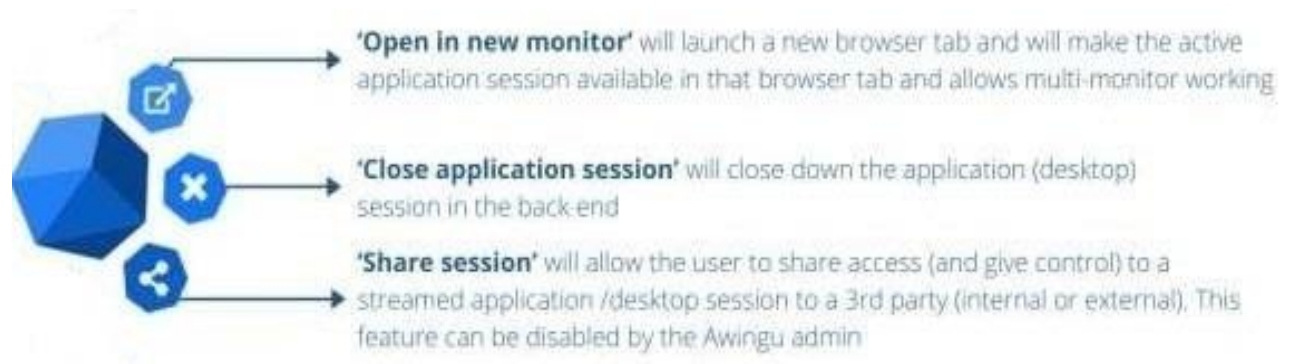 ‘Open in new monitor’ will launch a new browser tab and will make the active
application session available in that browser tab and allows multi-monitor working
‘Close application session’ will close down the application (desktop)
session in the back end
‘Share session’ will allow the user to share access (and give control) to a
streamed application /desktop session to a 3rd party (internal or external). This
feature can be disabled by the Awingu admin